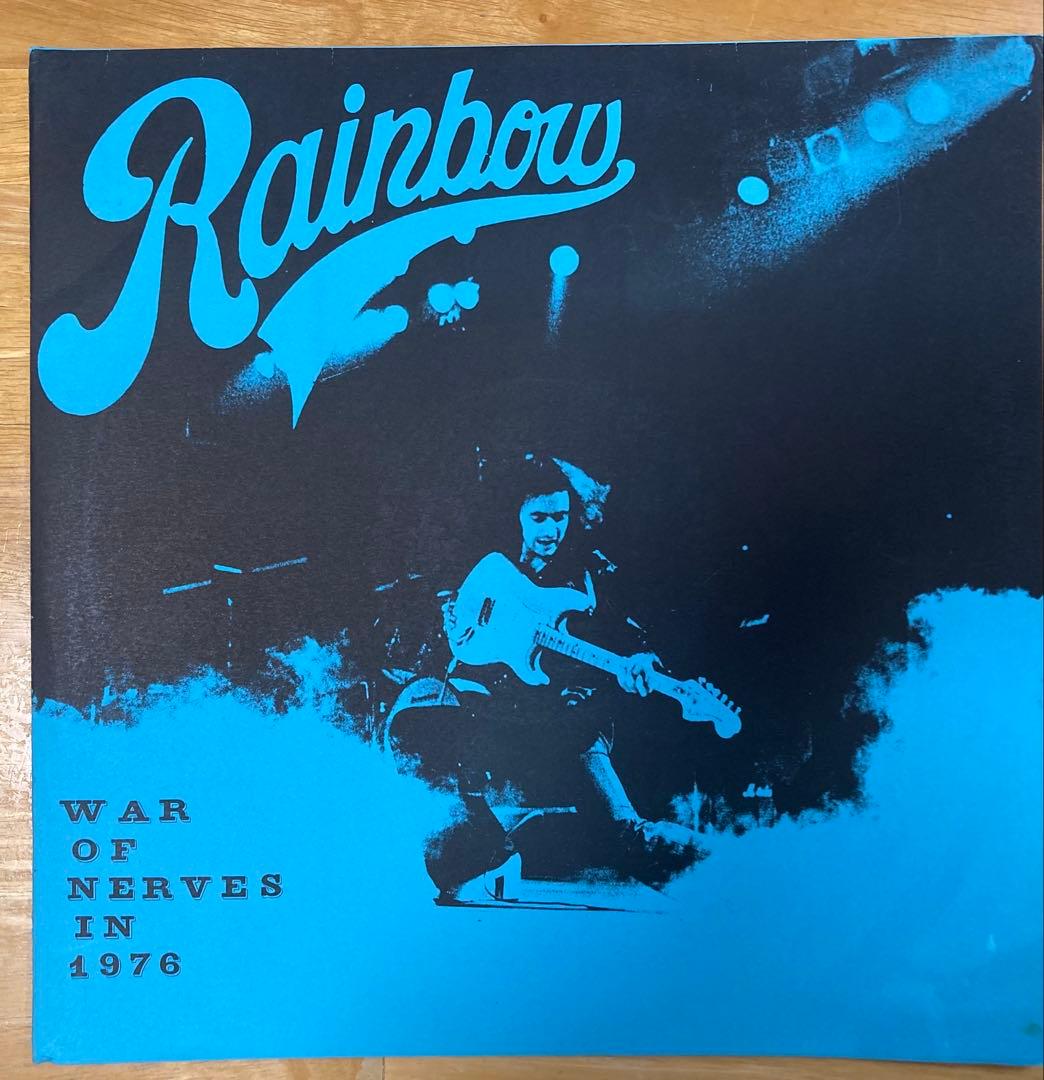 Rainbow
WAR
OF
NERVES
IN
1976